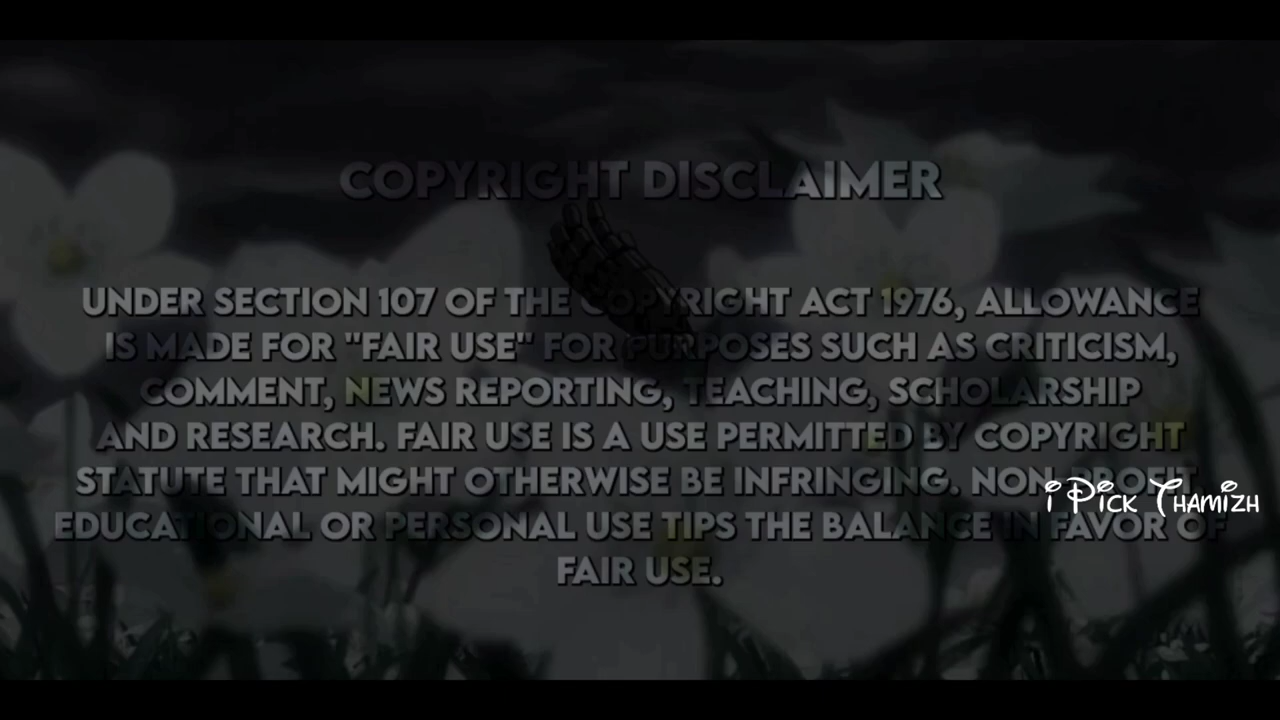 COPYRIGHT DISCLAIMER
UNDER SECTION 107 OF THE COPYRIGHT ACT 1976, ALLOWANCE
IS MADE FOR "FAIR USE" FOR PURPOSES SUCH AS CRITICISM,
COMMENT, NEWS REPORTING, TEACHING, SCHOLARSHIP
AND RESEARCH. FAIR USE IS A USE PERMITTED BY COPYRIGHT
STATUTE THAT MIGHT OTHERWISE BE INFRINGING. NON-PROFIT,
EDUCATIONAL OR PERSONAL USE TIPS THE BALANCE IN FAVOR OF
FAIR USE.
i Pick Thamizh